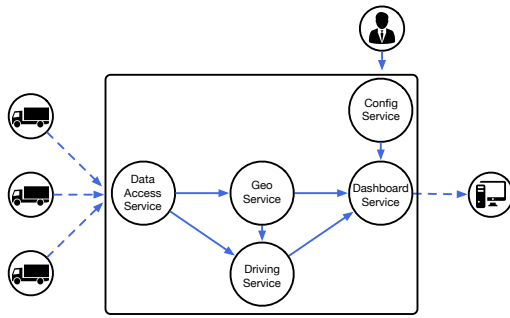 Config
Service
Data
Access
Service
Geo
Service
Dashboard
Service
Driving
Service